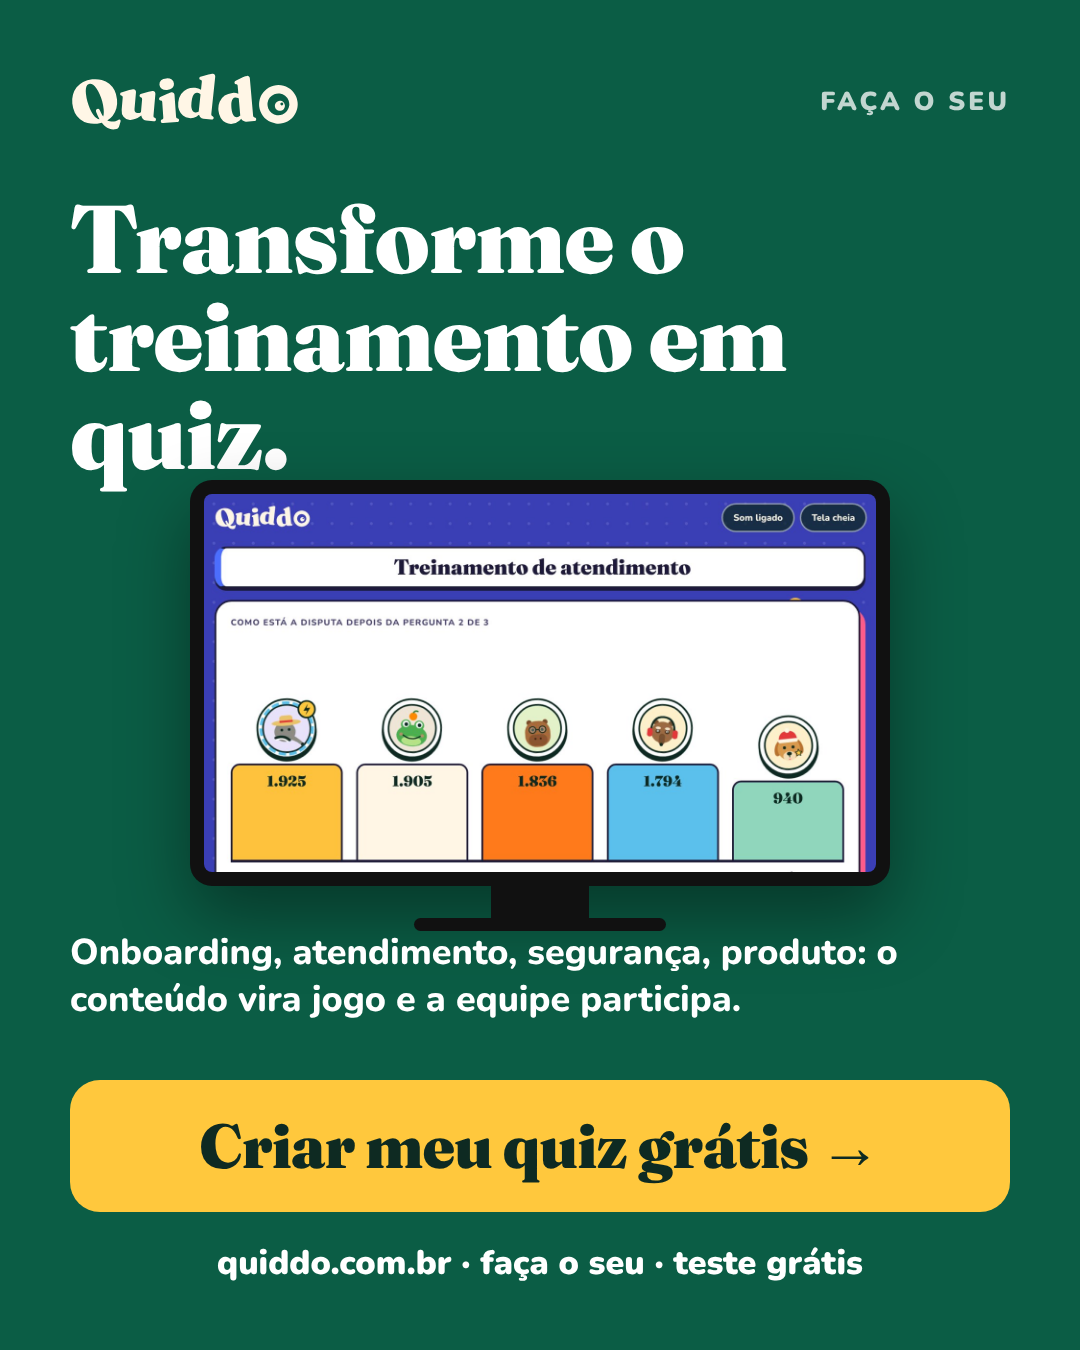 Quiddo
FAÇA O SEU
Transforme o
treinamento em
quiz.
Quiddo
Som ligado
Tela cheia
Treinamento de atendimento
COMO ESTÁ A DISPUTA DEPOIS DA PERGUNTA 2 DE 3
1.925
1.905
1.836
1.794
940
Onboarding, atendimento, segurança, produto: o
conteúdo vira jogo e a equipe participa.
Criar meu quiz grátis →
quiddo.com.br · faça o seu · teste grátis